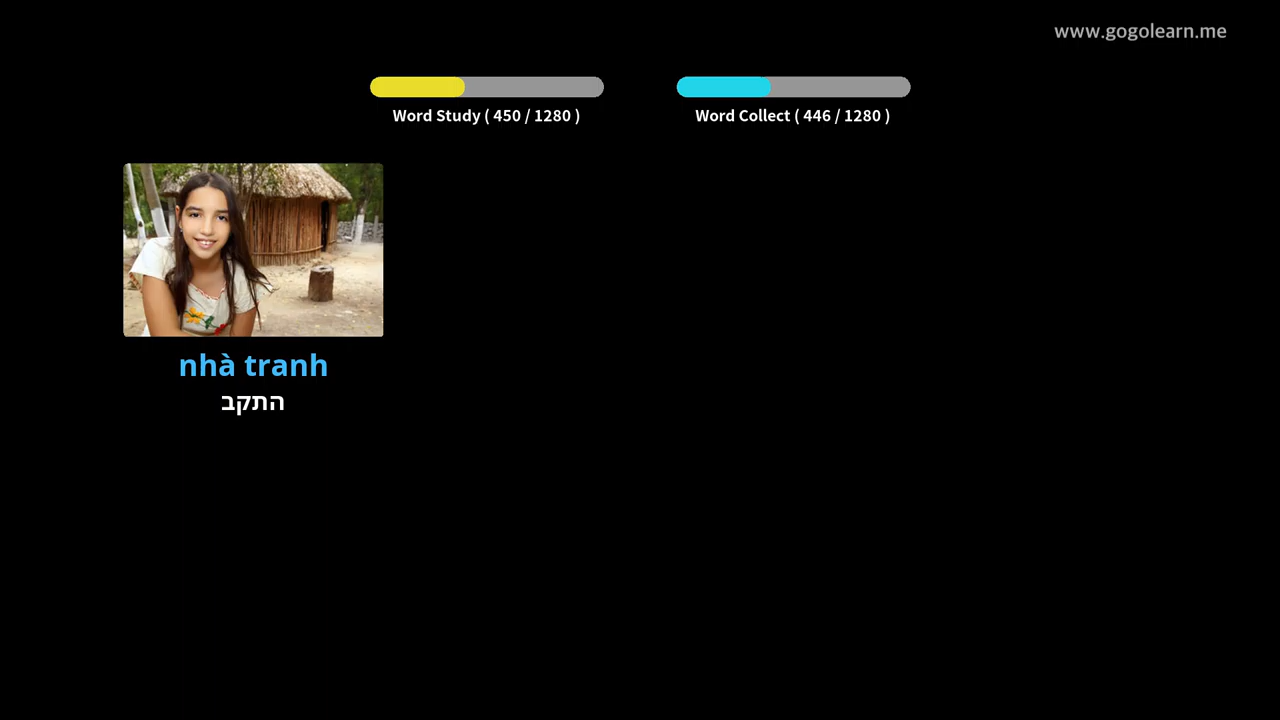 www.gogolearn.me
Word Study ( 450 / 1280 )
Word Collect ( 446 / 1280 )
nhà tranh
התקב